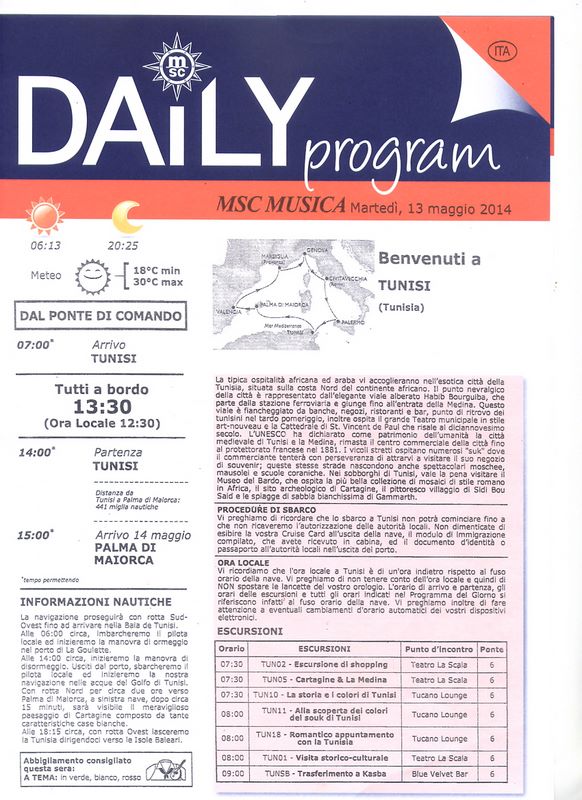 ITA
msc
DAiLY
program
MSC MUSICA Martedì, 13 maggio 2014
06:13 20:25
Meteo 18°C min
30°C max
DAL PONTE DI COMANDO
07:00* Arrivo
TUNISI
Tutti a bordo
13:30
(Ora Locale 12:30)
14:00* Partenza
TUNISI
Distanza da
Tunisi a Palma di Maiorca:
441 miglia nautiche
15:00* Arrivo 14 maggio
PALMA DI
MAIORCA
*tempo permettendo
INFORMAZIONI NAUTICHE
La navigazione proseguirà con rotta Sud-
Ovest fino ad arrivare nella Baia de Tunisi.
Alle 06:00 circa, imbarcheremo il pilota
locale ed inizieremo la manovra di ormeggio
nel porto di La Goulette.
Alle 14:00 circa, inizieremo la manovra di
disormeggio. Usciti dal porto, sbarcheremo il
pilota locale ed inizieremo la nostra
navigazione nelle acque del Golfo di Tunisi.
Con rotta Nord per circa due ore verso
Palma di Maiorca, a sinistra nave, dopo circa
15 minuti, sarà visibile il meraviglioso
paesaggio di Cartagine composto da tante
caratteristiche case bianche.
Alle 18:15 circa, con rotta Ovest lasceremo
la Tunisia dirigendoci verso le Isole Baleari.
Abbigliamento consigliato
questa sera:
A TEMA: in verde, bianco, rosso
GENOVA
MARSIGLIA
(Provenza)
CIVITAVECCHIA
(Roma)
PALMA DI MAIORCA
VALENCIA
PALERMO
Mar Mediterraneo
TUNISI
Benvenuti a
TUNISI
(Tunisia)
La tipica ospitalità africana ed araba vi accoglieranno nell'esotica città della
Tunisia, situata sulla costa Nord del continente africano. Il punto nevralgico
della città è rappresentato dall'elegante viale alberato Habib Bourguiba, che
parte dalla stazione ferroviaria e giunge fino all'entrata della Medina. Questo
viale è fiancheggiato da banche, negozi, ristoranti e bar, punto di ritrovo dei
tunisini nel tardo pomeriggio, inoltre, ospita il grande Teatro municipale in stile
art-nouveau e la Cattedrale di St. Vincent de Paul che risale al diciannovesimo
secolo. L'UNESCO ha dichiarato come patrimonio dell'umanità la città
medievale di Tunisi e la Medina, rimasta il centro commerciale della città fino
al protettorato francese nel 1881. I vicoli stretti ospitano numerosi "suk" dove
il commerciante tenterà con perseveranza di attrarvi a visitare il suo negozio
di souvenir; queste stesse strade nascondono anche spettacolari moschee,
mausolei e scuole coraniche. Nei sobborghi di Tunisi, vale la pena visitare il
Museo del Bardo, che ospita la più bella collezione di mosaici di stile romano
in Africa, il sito archeologico di Cartagine, il pittoresco villaggio di Sidi Bou
Said e le spiagge di sabbia bianchissima di Gammarth.
PROCEDURE DI SBARCO
Vi preghiamo di ricordare che lo sbarco a Tunisi non potrà cominciare fino a
che non riceveremo l'autorizzazione delle autorità locali. Non dimenticate di
esibire la vostra Cruise Card all'uscita della nave, il modulo di Immigrazione
compilato, che avete ricevuto in cabina, ed il documento d'identità o
passaporto all'autorità locali nell'uscita del porto.
ORA LOCALE
Vi ricordiamo che l'ora locale a Tunisi è di un'ora indietro rispetto al fuso
orario della nave. Vi preghiamo di non tenere conto dell'ora locale e quindi di
NON spostare le lancette del vostro orologio. L'orario di arrivo e partenza, gli
orari delle escursioni e tutti gli orari indicati nel Programma del Giorno si
riferiscono infatti al fuso orario della nave. Vi preghiamo inoltre di fare
attenzione a eventuali cambiamenti d'orario automatici dei vostri dispositivi
elettronici.
ESCURSIONI
Orario ESCURSIONI Punto d'incontro Ponte
07:30 TUN02 - Escursione di shopping Teatro La Scala 6
07:30 TUN05 - Cartagine & La Medina Teatro La Scala 6
07:30 TUN10 - La storia e i colori di Tunisi Tucano Lounge 6
08:00 TUN11 - Alla scoperta dei colori
dei souk di Tunisi Tucano Lounge 6
08:00 TUN18 - Romantico appuntamento
con la Tunisia Tucano Lounge 6
08:00 TUN01 - Visita storico-culturale Teatro La Scala 6
09:00 TUNSB - Trasferimento a Kasba Blue Velvet Bar 6